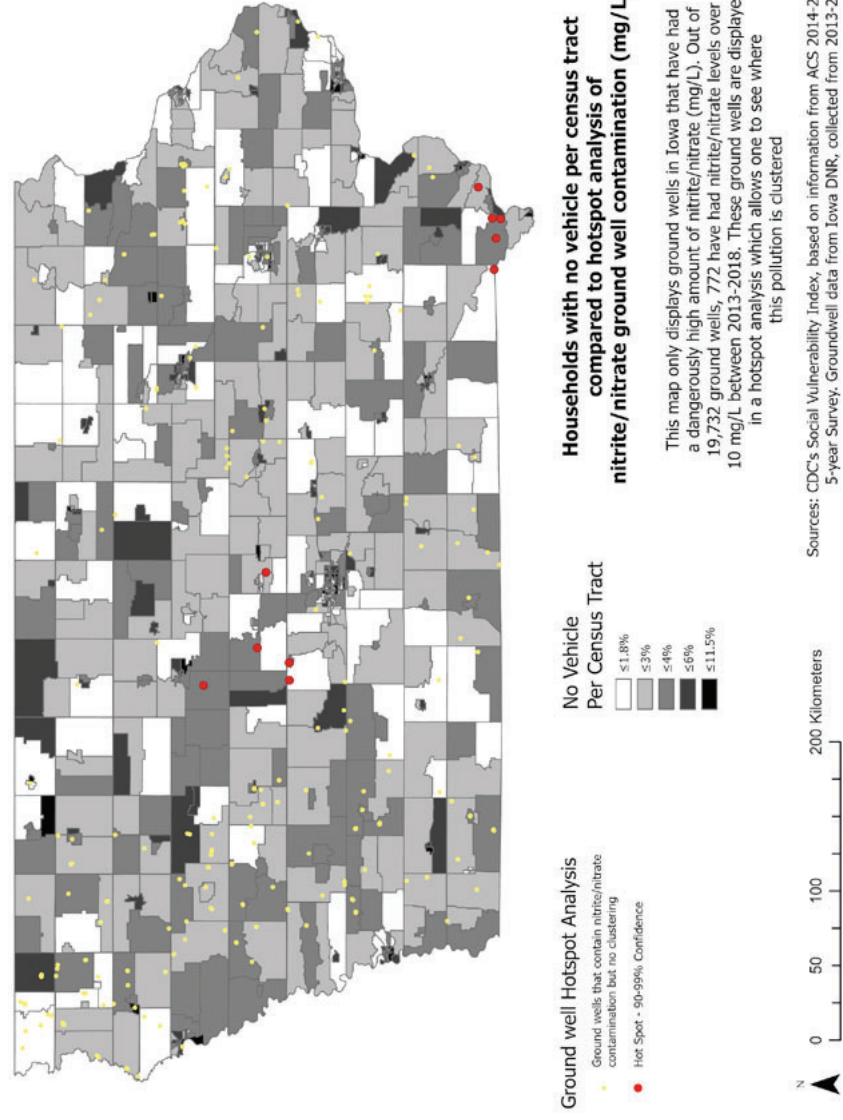 Households with no vehicle per census tract
compared to hotspot analysis of
nitrite/nitrate ground well contamination (mg/L
This map only displays ground wells in Iowa that have had
a dangerously high amount of nitrite/nitrate (mg/L). Out of
19,732 ground wells, 772 have had nitrite/nitrate levels over
10 mg/L between 2013-2018. These ground wells are displaye
in a hotspot analysis which allows one to see where
this pollution is clustered
Sources: CDC's Social Vulnerability Index, based on information from ACS 2014-2
5-year Survey. Groundwell data from Iowa DNR, collected from 2013-2
No Vehicle
Per Census Tract
≤1.8%
≤3%
≤4%
≤6%
≤11.5%
Ground well Hotspot Analysis
Ground wells that contain nitrite/nitrate
contamination but no clustering
Hot Spot - 90-99% Confidence
N
0 50 100 200 Kilometers